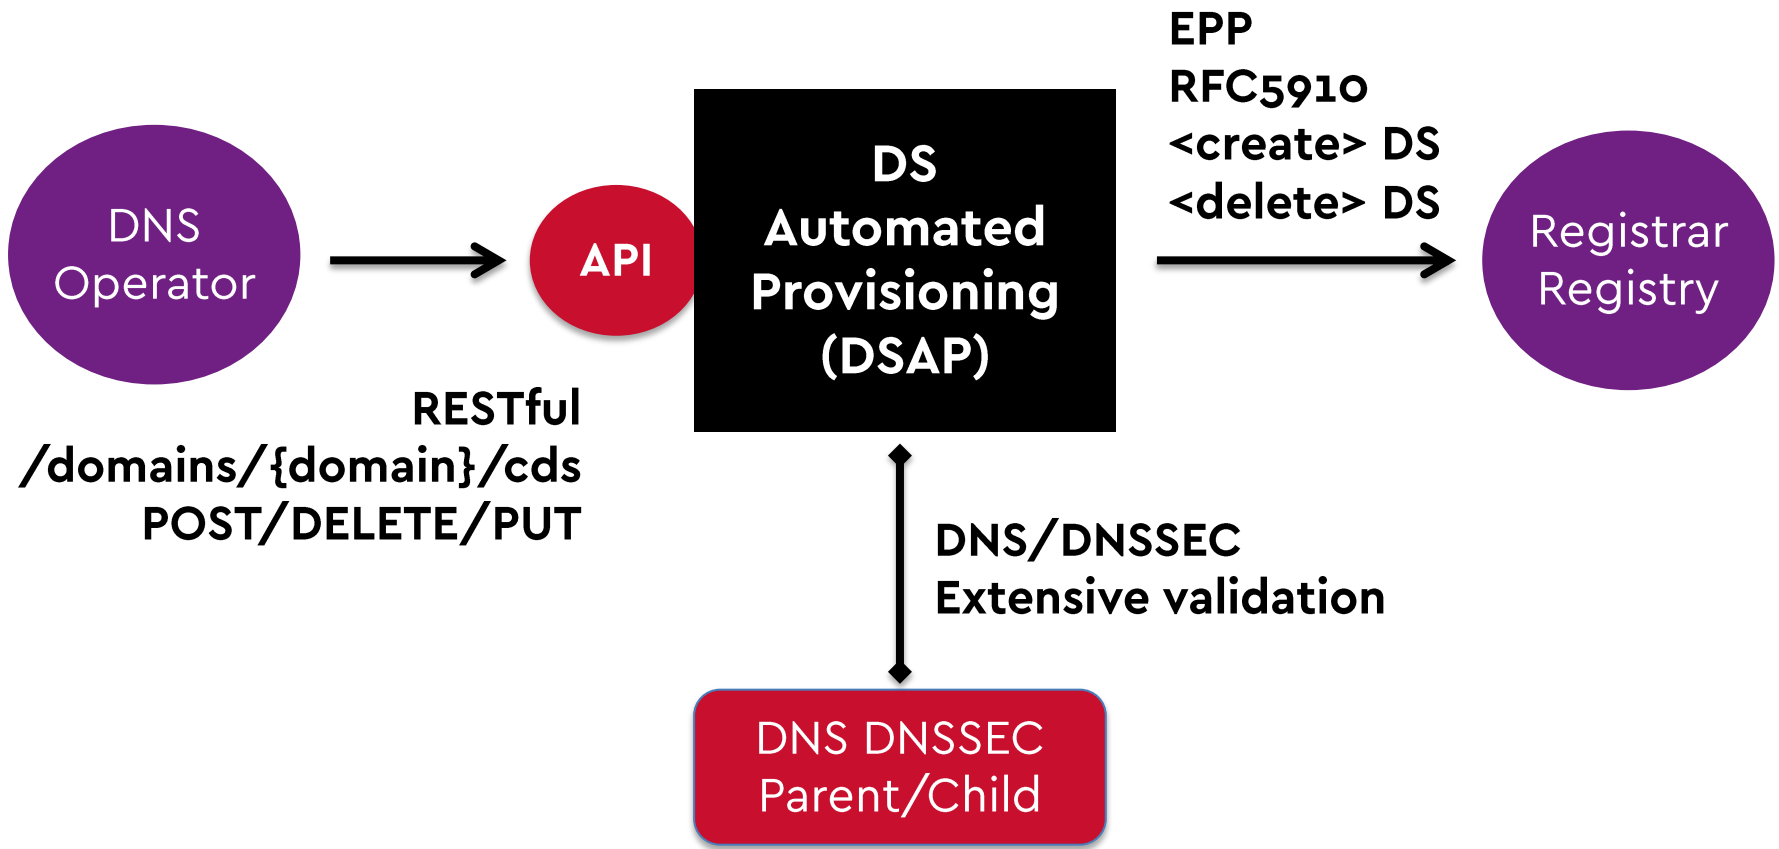 DNS
Operator
API
RESTful
/domains/{domain}/cds
POST/DELETE/PUT
DS
Automated
Provisioning
(DSAP)
EPP
RFC5910
<create> DS
<delete> DS
Registrar
Registry
DNS/DNSSEC
Extensive validation
DNS DNSSEC
Parent/Child